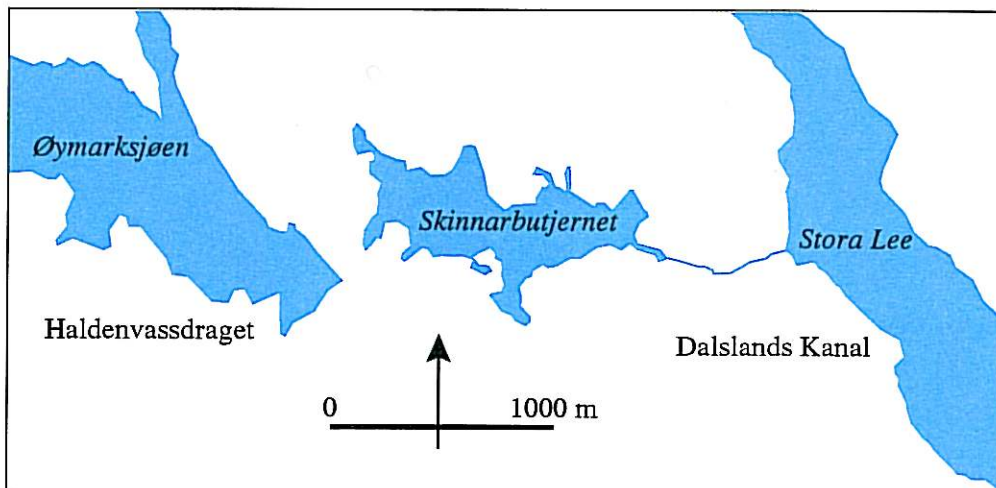 Øymarksjøen
Skinnarbutjernet
Stora Lee
Haldenvassdraget
Dalslands Kanal
0 1000 m